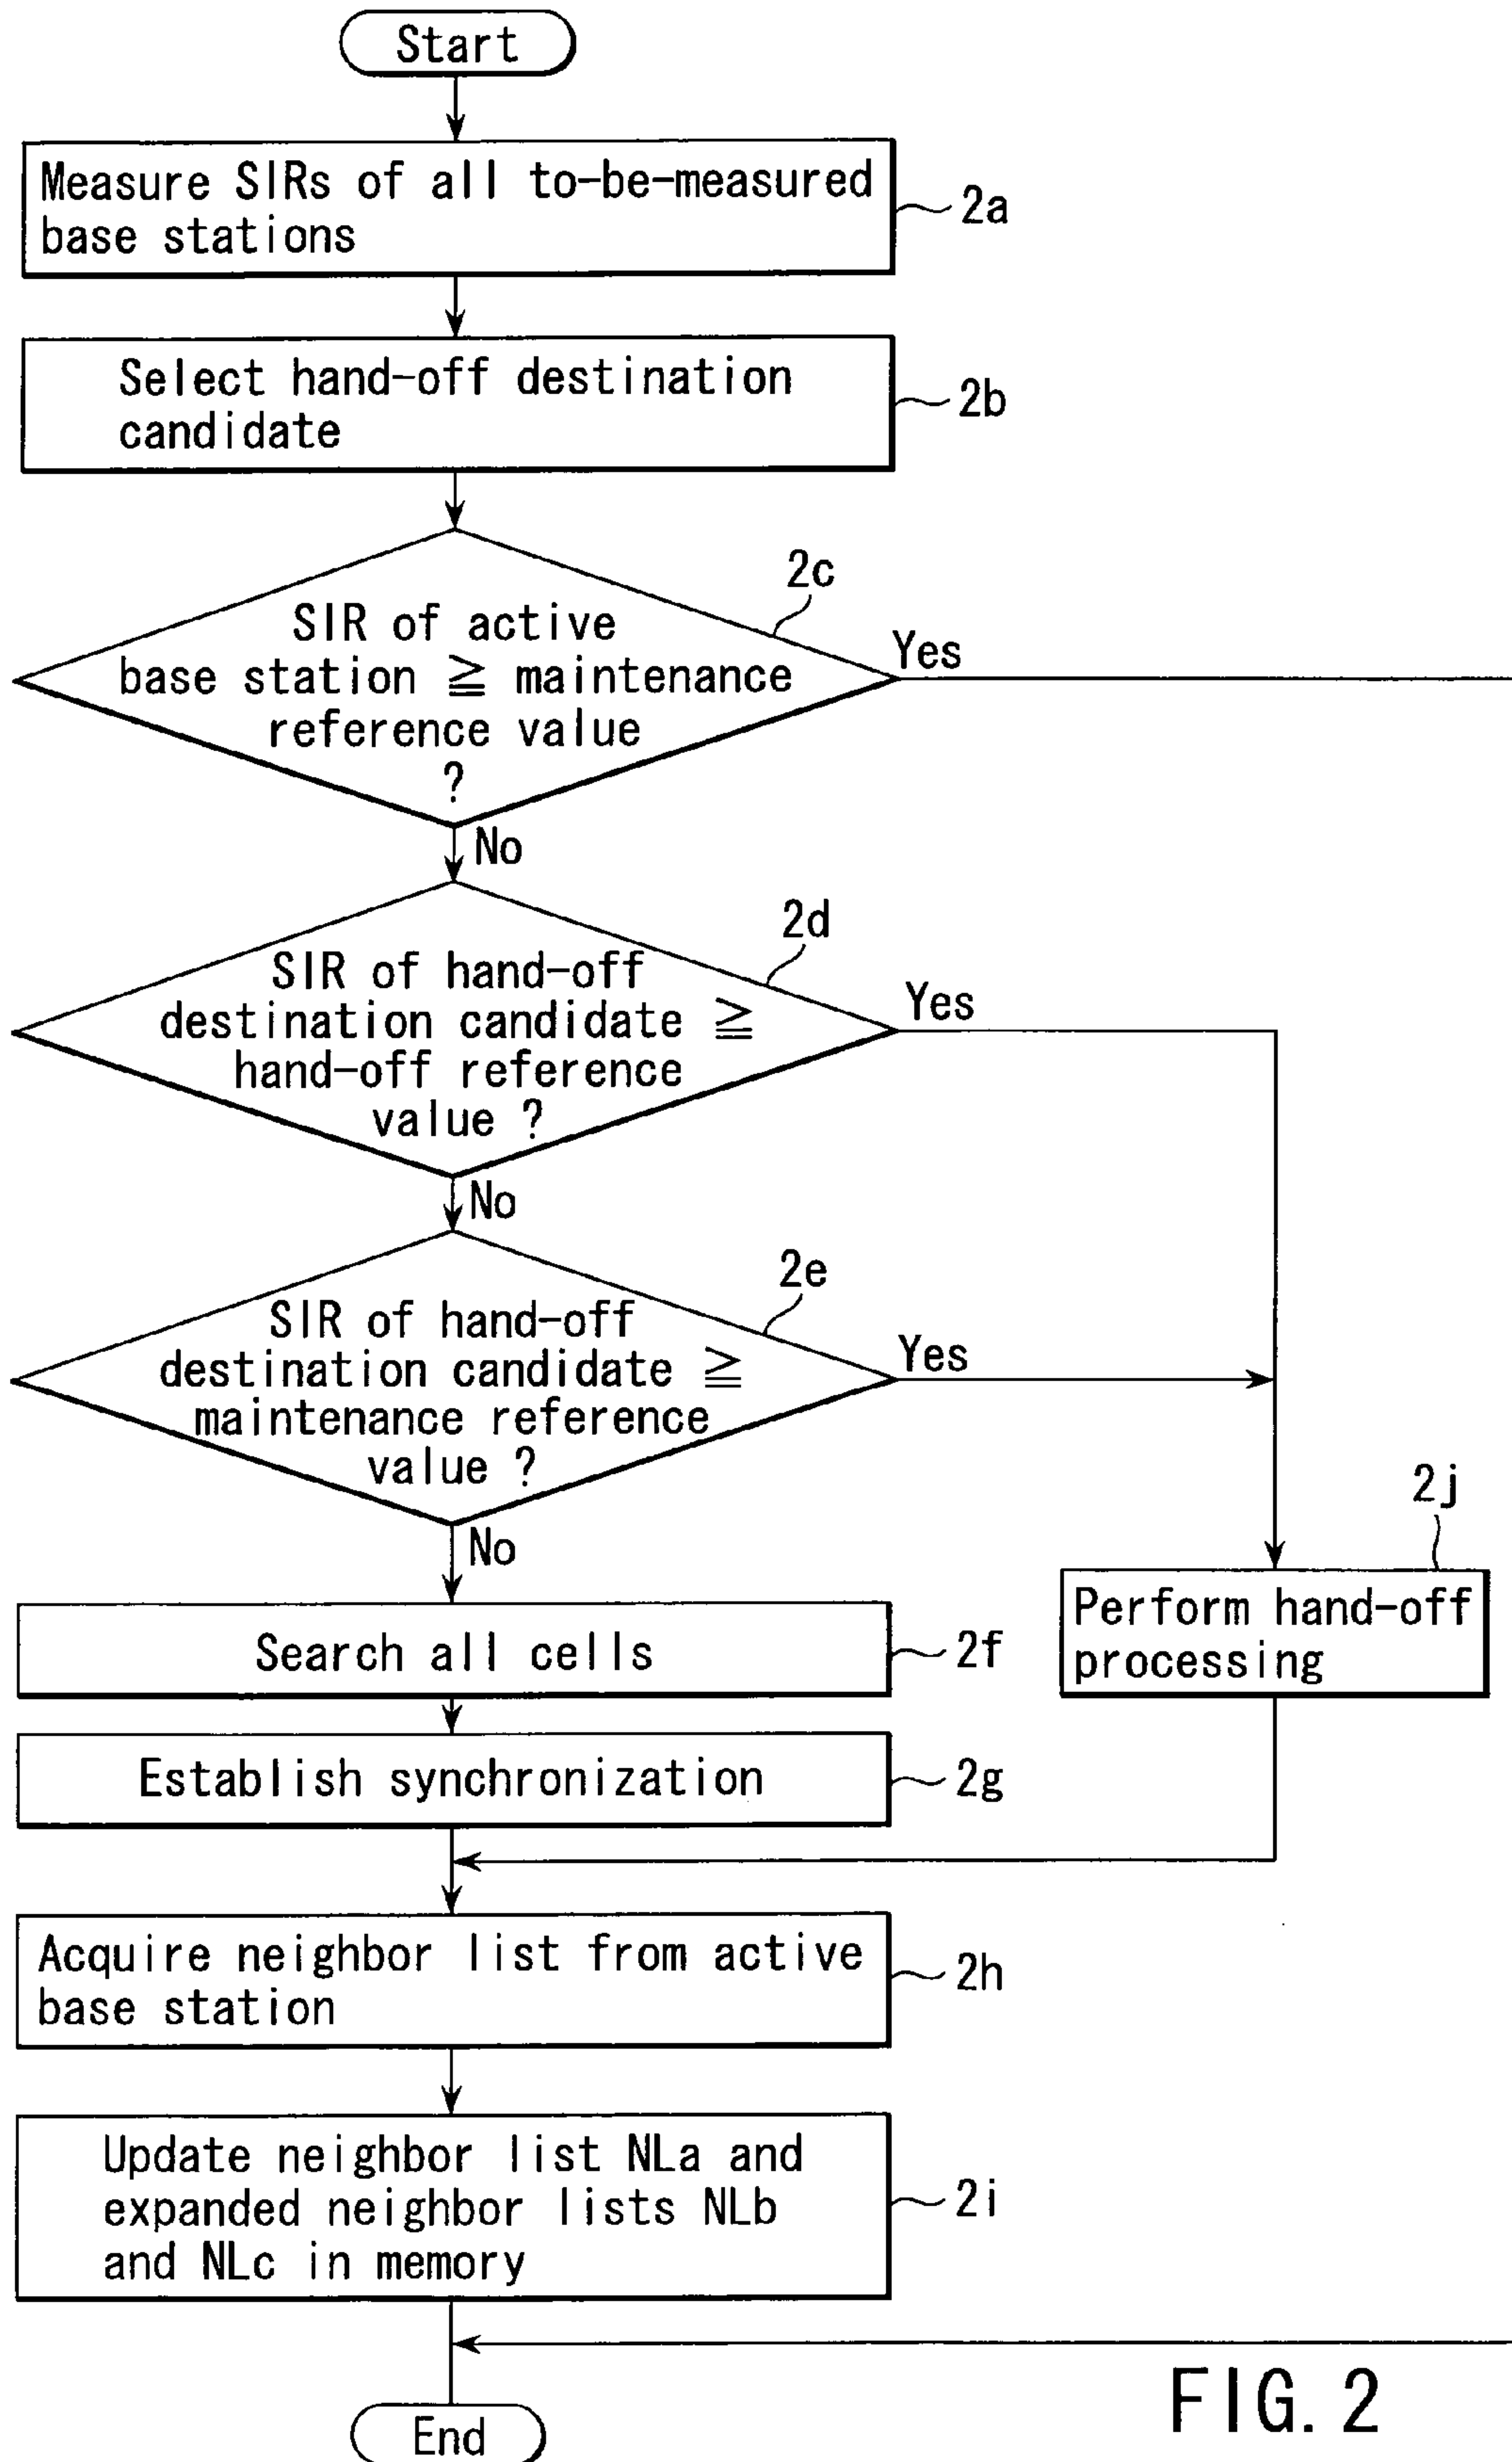 Start
Measure SIRs of all to-be-measured
base stations
2a
Select hand-off destination
candidate
2b
2c
SIR of active
base station ≧ maintenance
reference value
?
Yes
No
2d
SIR of hand-off
destination candidate ≧
hand-off reference
value ?
Yes
No
2e
SIR of hand-off
destination candidate ≧
maintenance reference
value ?
Yes
No
2j
Perform hand-off
processing
Search all cells
2f
Establish synchronization
2g
Acquire neighbor list from active
base station
2h
Update neighbor list NLa and
expanded neighbor lists NLb
and NLc in memory
2i
End
FIG. 2